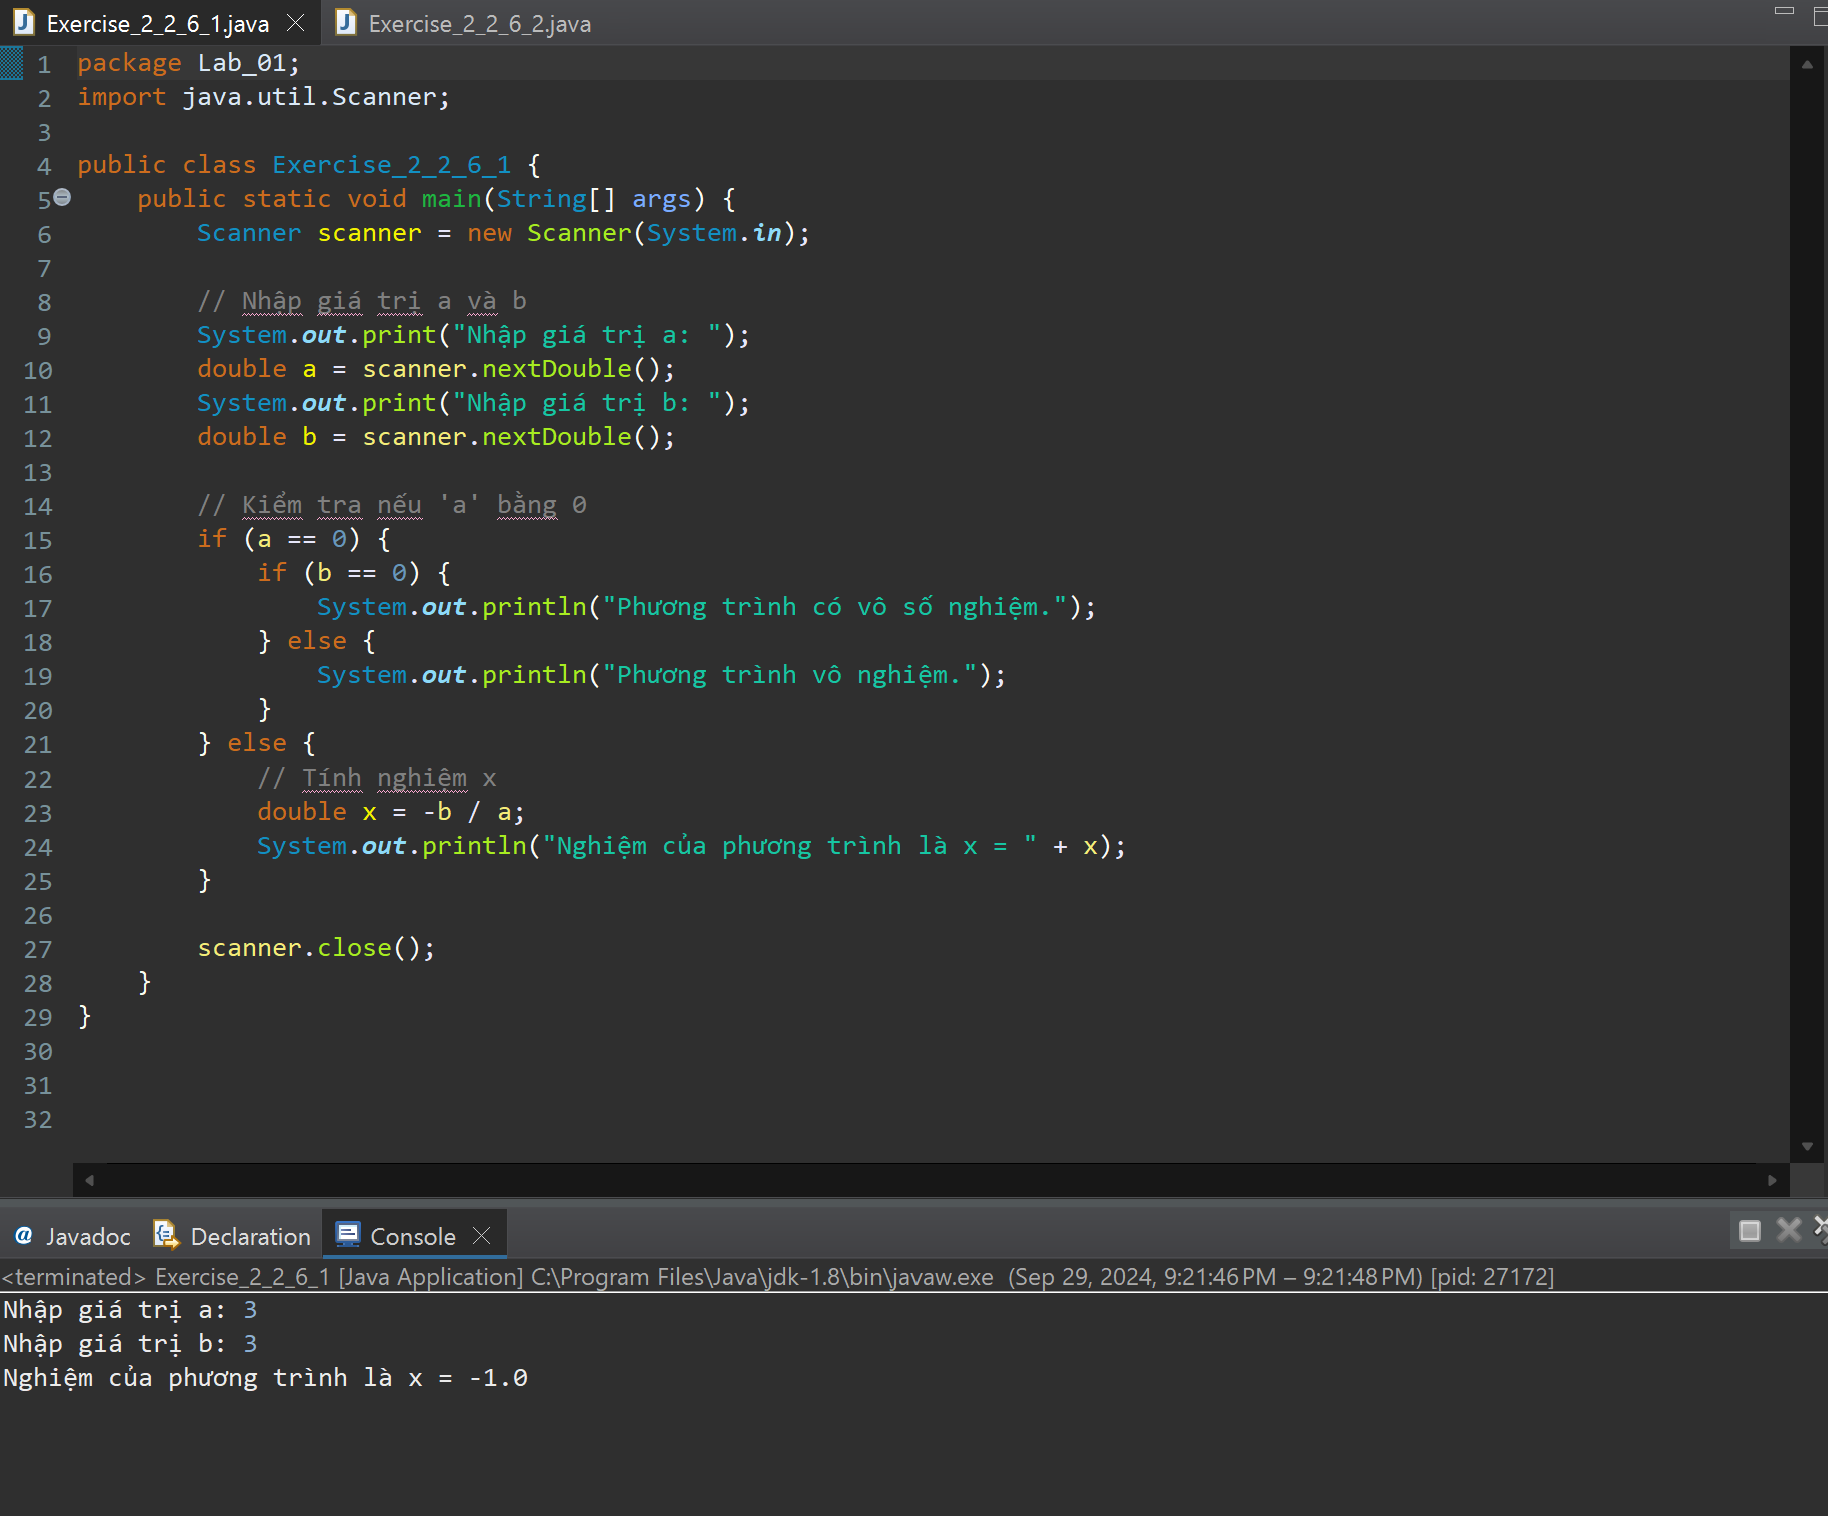 Exercise_2_2_6_1.java
Exercise_2_2_6_2.java
1 package Lab_01;
2 import java.util.Scanner;
3
4 public class Exercise_2_2_6_1 {
5     public static void main(String[] args) {
6         Scanner scanner = new Scanner(System.in);
7
8         // Nhập giá trị a và b
9         System.out.print("Nhập giá trị a: ");
10         double a = scanner.nextDouble();
11         System.out.print("Nhập giá trị b: ");
12         double b = scanner.nextDouble();
13
14         // Kiểm tra nếu 'a' bằng 0
15         if (a == 0) {
16             if (b == 0) {
17                 System.out.println("Phương trình có vô số nghiệm.");
18             } else {
19                 System.out.println("Phương trình vô nghiệm.");
20             }
21         } else {
22             // Tính nghiệm x
23             double x = -b / a;
24             System.out.println("Nghiệm của phương trình là x = " + x);
25         }
26
27         scanner.close();
28     }
29 }
30
31
32
@ Javadoc Declaration Console
<terminated> Exercise_2_2_6_1 [Java Application] C:\Program Files\Java\jdk-1.8\bin\javaw.exe (Sep 29, 2024, 9:21:46 PM – 9:21:48 PM) [pid: 27172]
Nhập giá trị a: 3
Nhập giá trị b: 3
Nghiệm của phương trình là x = -1.0